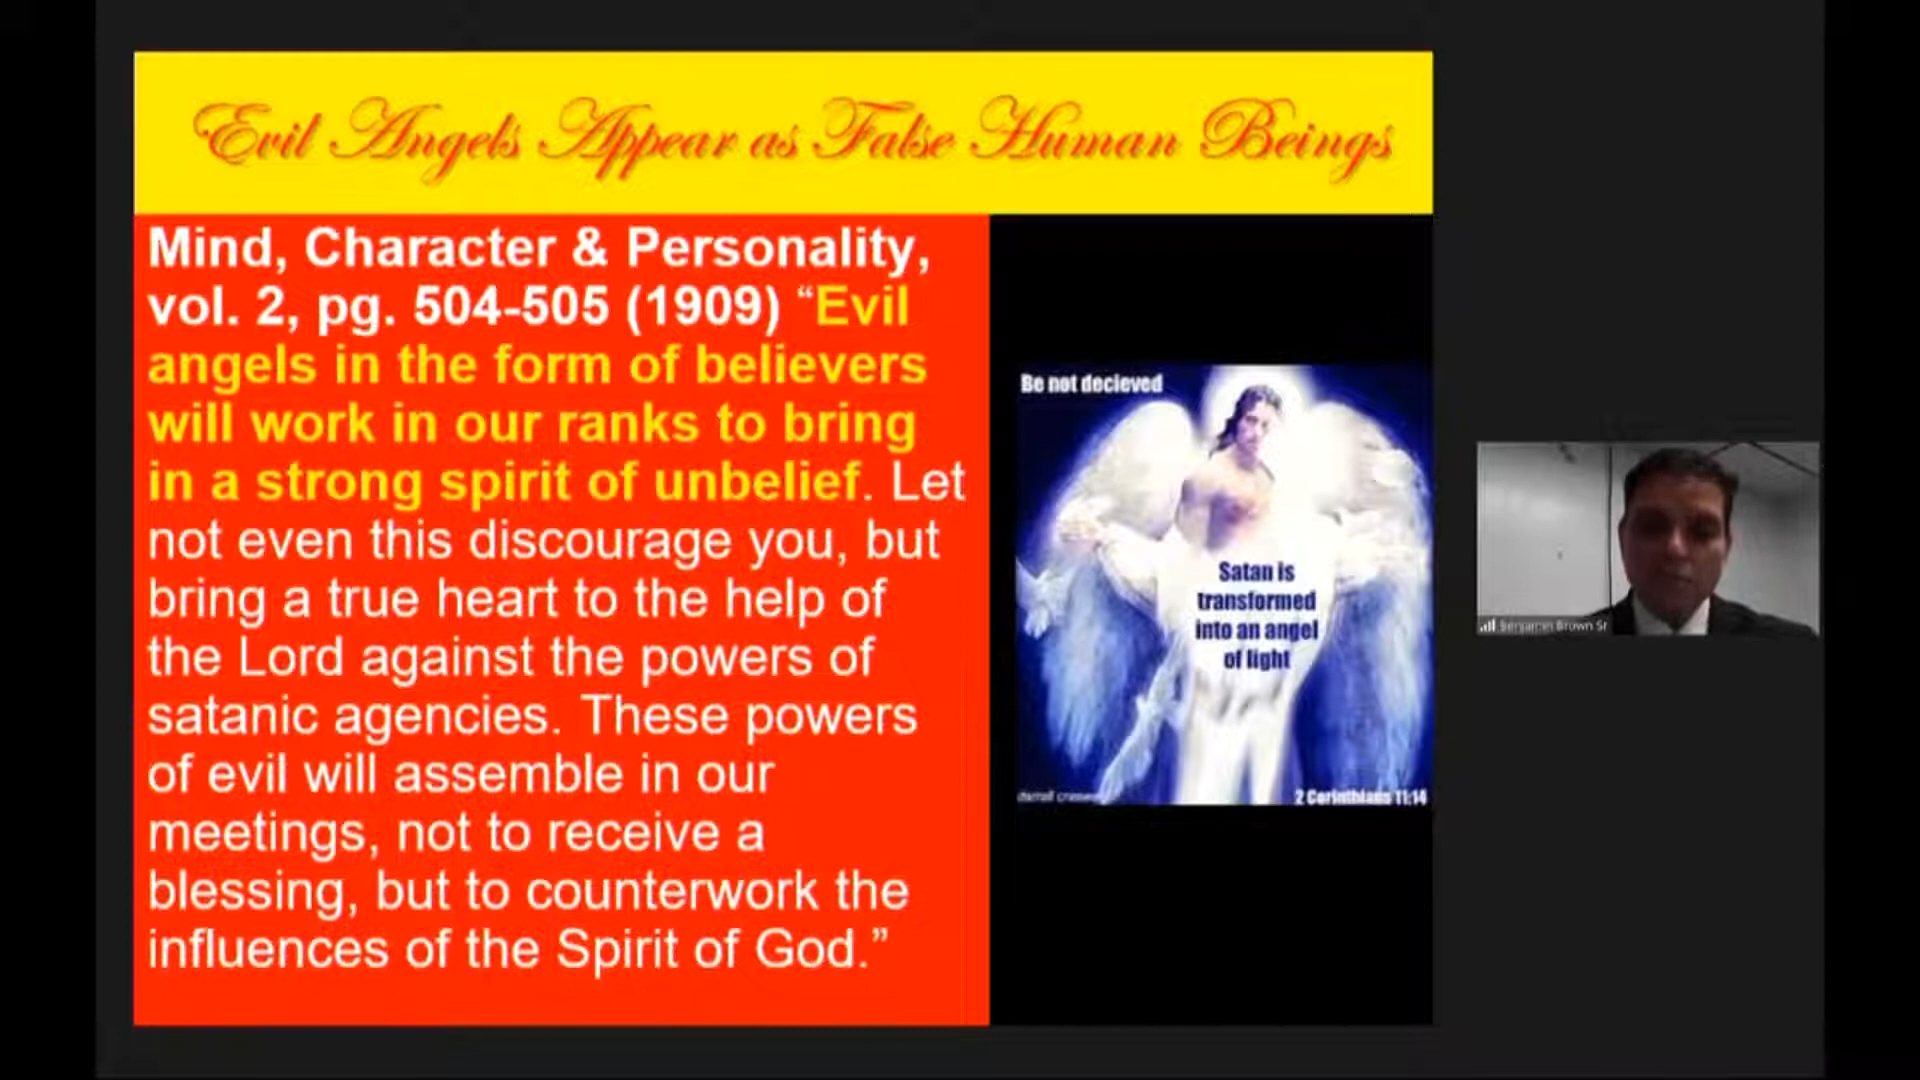 Evil Angels Appear as False Human Beings
Mind, Character & Personality,
vol. 2, pg. 504-505 (1909) “Evil
angels in the form of believers
will work in our ranks to bring
in a strong spirit of unbelief. Let
not even this discourage you, but
bring a true heart to the help of
the Lord against the powers of
satanic agencies. These powers
of evil will assemble in our
meetings, not to receive a
blessing, but to counterwork the
influences of the Spirit of God.”
Be not decieved
Satan is
transformed
into an angel
of light
2 Corinthians 11:14
Benjamin Brown Sr